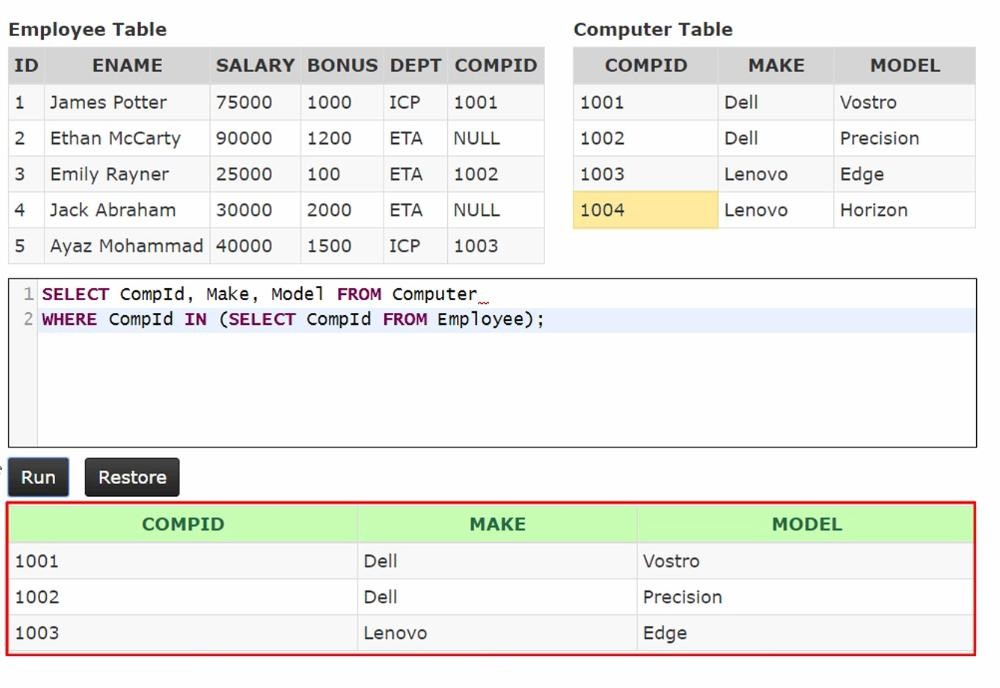 Employee Table
ID ENAME SALARY BONUS DEPT COMPID
1 James Potter 75000 1000 ICP 1001
2 Ethan McCarty 90000 1200 ETA NULL
3 Emily Rayner 25000 100 ETA 1002
4 Jack Abraham 30000 2000 ETA NULL
5 Ayaz Mohammad 40000 1500 ICP 1003
Computer Table
COMPID MAKE MODEL
1001 Dell Vostro
1002 Dell Precision
1003 Lenovo Edge
1004 Lenovo Horizon
1 SELECT CompId, Make, Model FROM Computer
2 WHERE CompId IN (SELECT CompId FROM Employee);
Run Restore
COMPID MAKE MODEL
1001 Dell Vostro
1002 Dell Precision
1003 Lenovo Edge